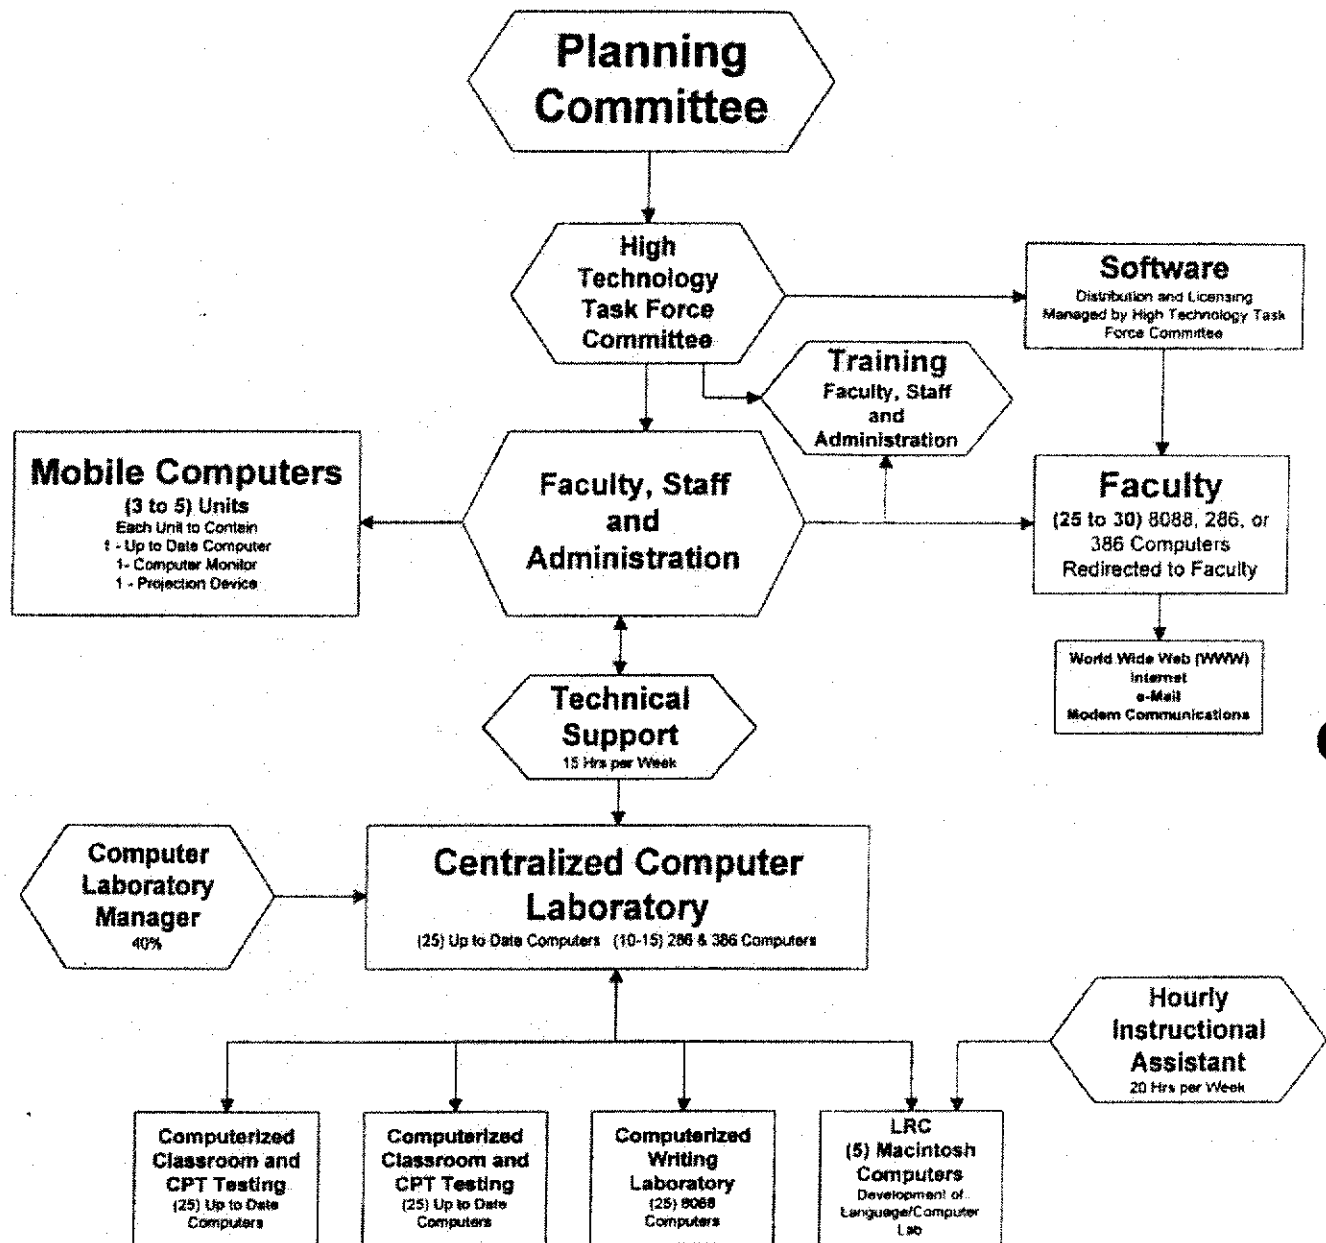 Planning
Committee
High
Technology
Task Force
Committee
Software
Distribution and Licensing
Managed by High Technology Task
Force Committee
Training
Faculty, Staff
and
Administration
Mobile Computers
(3 to 5) Units
Each Unit to Contain
1 - Up to Date Computer
1- Computer Monitor
1 - Projection Device
Faculty, Staff
and
Administration
Faculty
(25 to 30) 8088, 286, or
386 Computers
Redirected to Faculty
World Wide Web (WWW)
Internet
e-Mail
Modem Communications
Technical
Support
15 Hrs per Week
Computer
Laboratory
Manager
40%
Centralized Computer
Laboratory
(25) Up to Date Computers (10-15) 286 & 386 Computers
Hourly
Instructional
Assistant
20 Hrs per Week
Computerized
Classroom and
CPT Testing
(25) Up to Date
Computers
Computerized
Classroom and
CPT Testing
(25) Up to Date
Computers
Computerized
Writing
Laboratory
(25) 8088
Computers
LRC
(5) Macintosh
Computers
Development of
Language/Computer
Lab